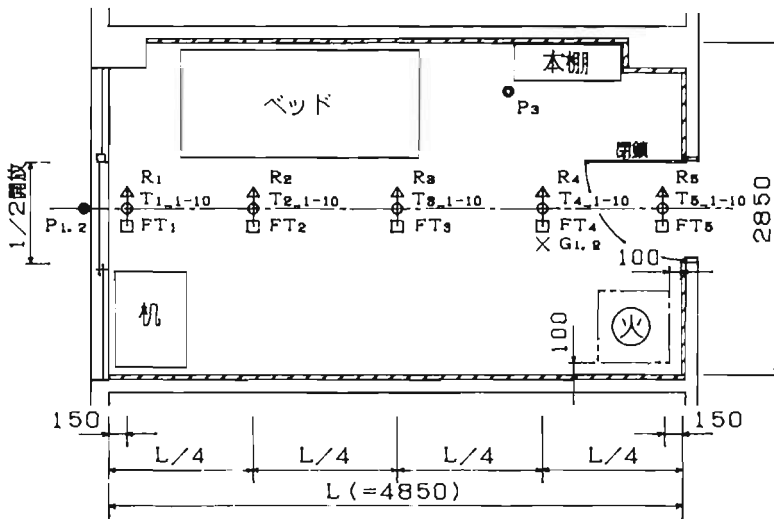 本棚
ベッド
P3
閉鎖
R1 R2 R3 R4 R5
T1_1-10 T2_1-10 T3_1-10 T4_1-10 T5_1-10
P1.2
FT1 FT2 FT3 FT4 FT5
G1.2
1/2開放
2850
100
机
火
100
150
150
L/4 L/4 L/4 L/4
L(=4850)